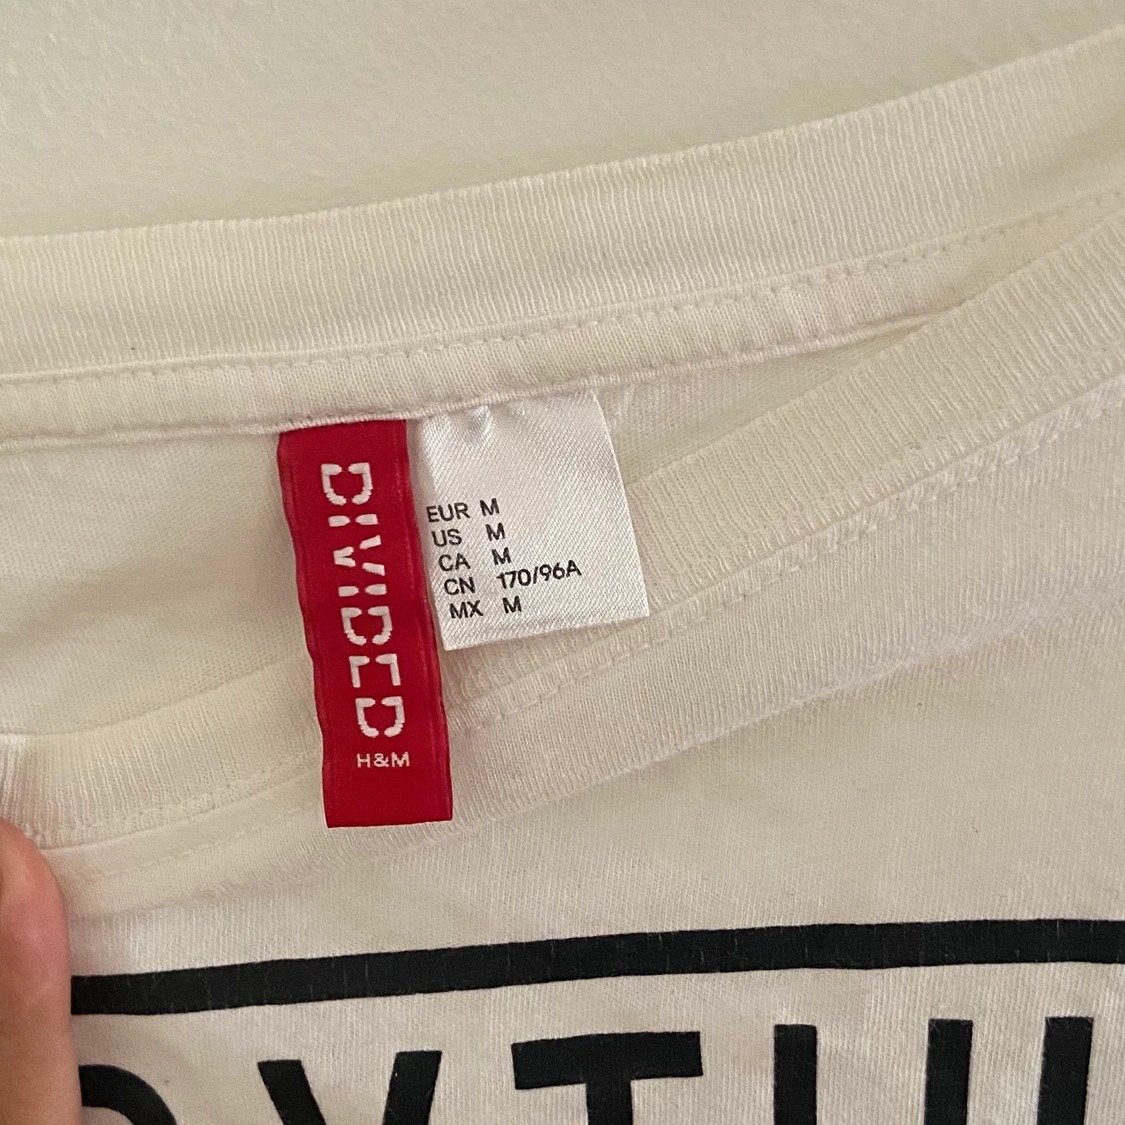 DIVIDED
H&M
EUR M
US M
CA M
CN 170/96A
MX M